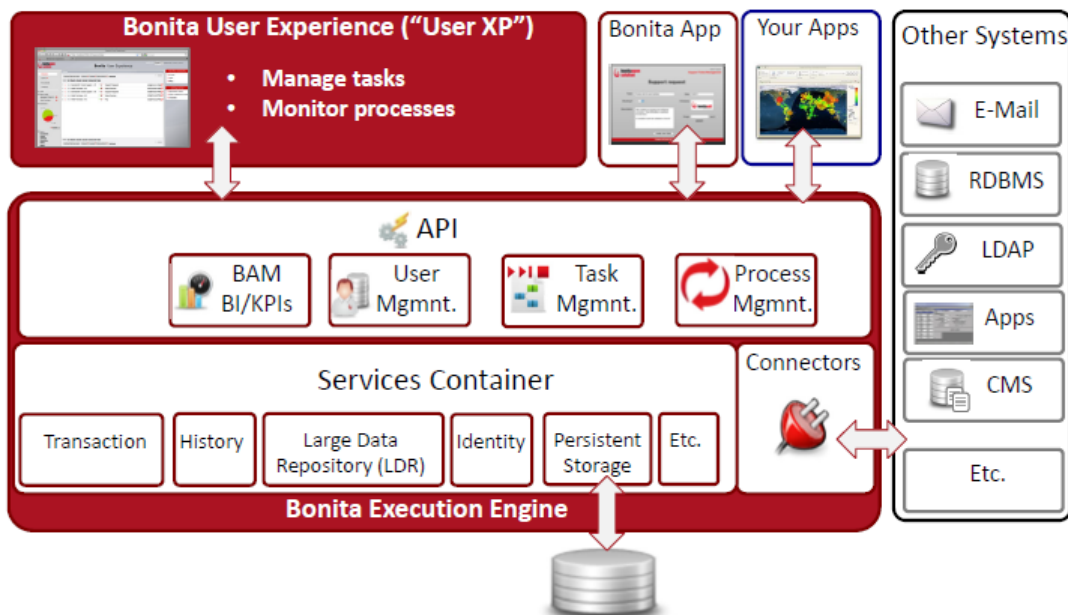 Bonita User Experience (“User XP”)
• Manage tasks
• Monitor processes
Bonita App
Support request
Your Apps
Other Systems
E-Mail
RDBMS
LDAP
Apps
CMS
Etc.
API
BAM
BI/KPIs
User
Mgmnt.
Task
Mgmnt.
Process
Mgmnt.
Services Container
Transaction
History
Large Data
Repository (LDR)
Identity
Persistent
Storage
Etc.
Connectors
Bonita Execution Engine